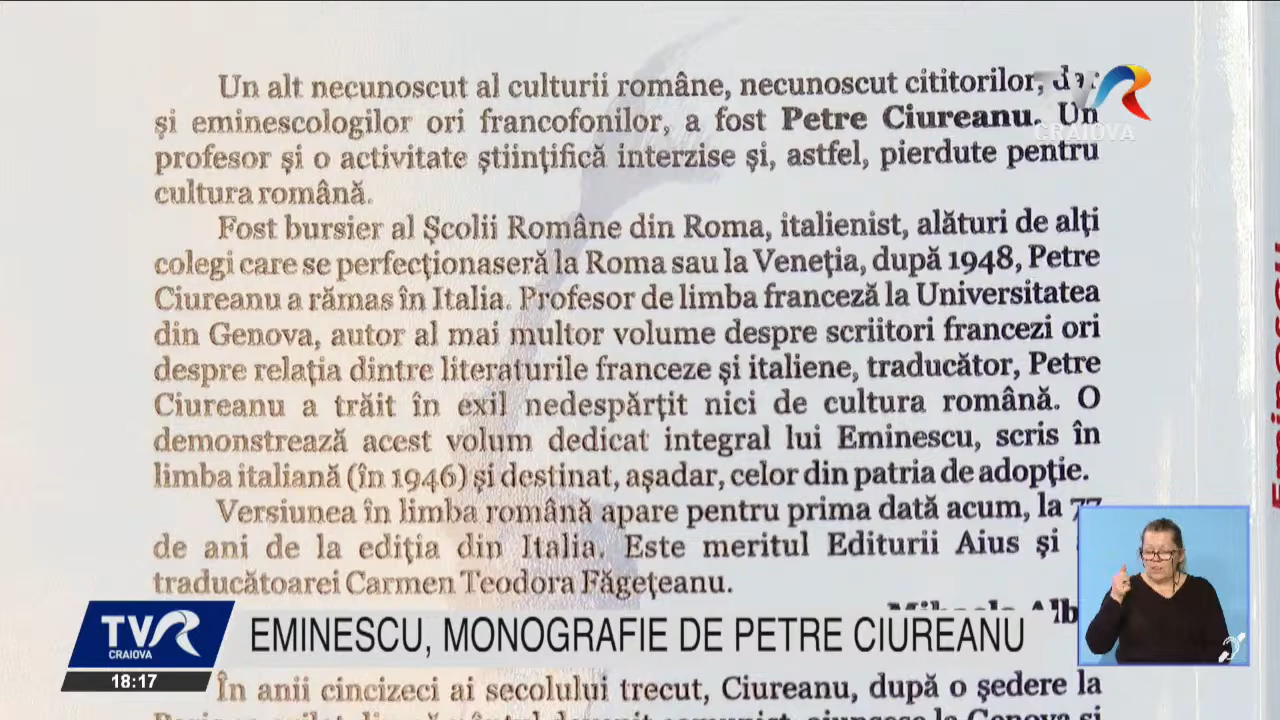 Un alt necunoscut al culturii române, necunoscut cititorilor, dar
și eminescologilor ori francofonilor, a fost Petre Ciureanu. Un
CRAIOVA
profesor și o activitate științifică interzise și, astfel, pierdute pentru
cultura română.
Fost bursier al Școlii Române din Roma, italienist, alături de alți
colegi care se perfecționaseră la Roma sau la Veneția, după 1948, Petre
Ciureanu a rămas în Italia. Profesor de limba franceză la Universitatea
din Genova, autor al mai multor volume despre scriitori francezi ori
despre relația dintre literaturile franceze și italiene, traducător, Petre
Ciureanu a trăit în exil nedespărțit nici de cultura română. O
demonstrează acest volum dedicat integral lui Eminescu, scris în
limba italiană (în 1946) și destinat, așadar, celor din patria de adopție.
Versiunea în limba română apare pentru prima dată acum, la 77
de ani de la ediția din Italia. Este meritul Editurii Aius și
traducătoarei Carmen Teodora Făgețeanu.
TVR
CRAIOVA
18:17
EMINESCU, MONOGRAFIE DE PETRE CIUREANU
În anii cincizeci ai secolului trecut, Ciureanu, după o ședere la